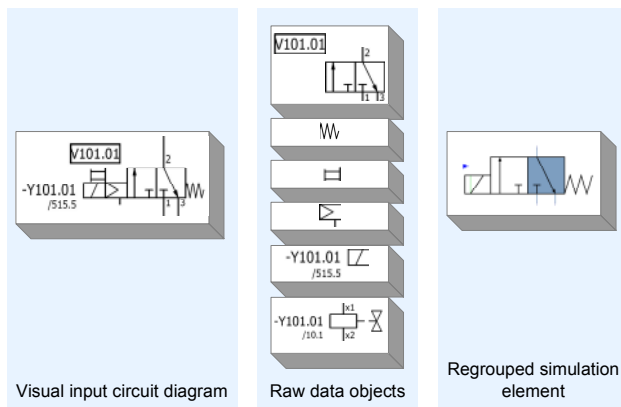 V101.01
2
-Y101.01
/515.5
1 3
Visual input circuit diagram
V101.01
2
1 3
-Y101.01
/515.5
x1
-Y101.01
/10.1
x2
Raw data objects
Regrouped simulation
element